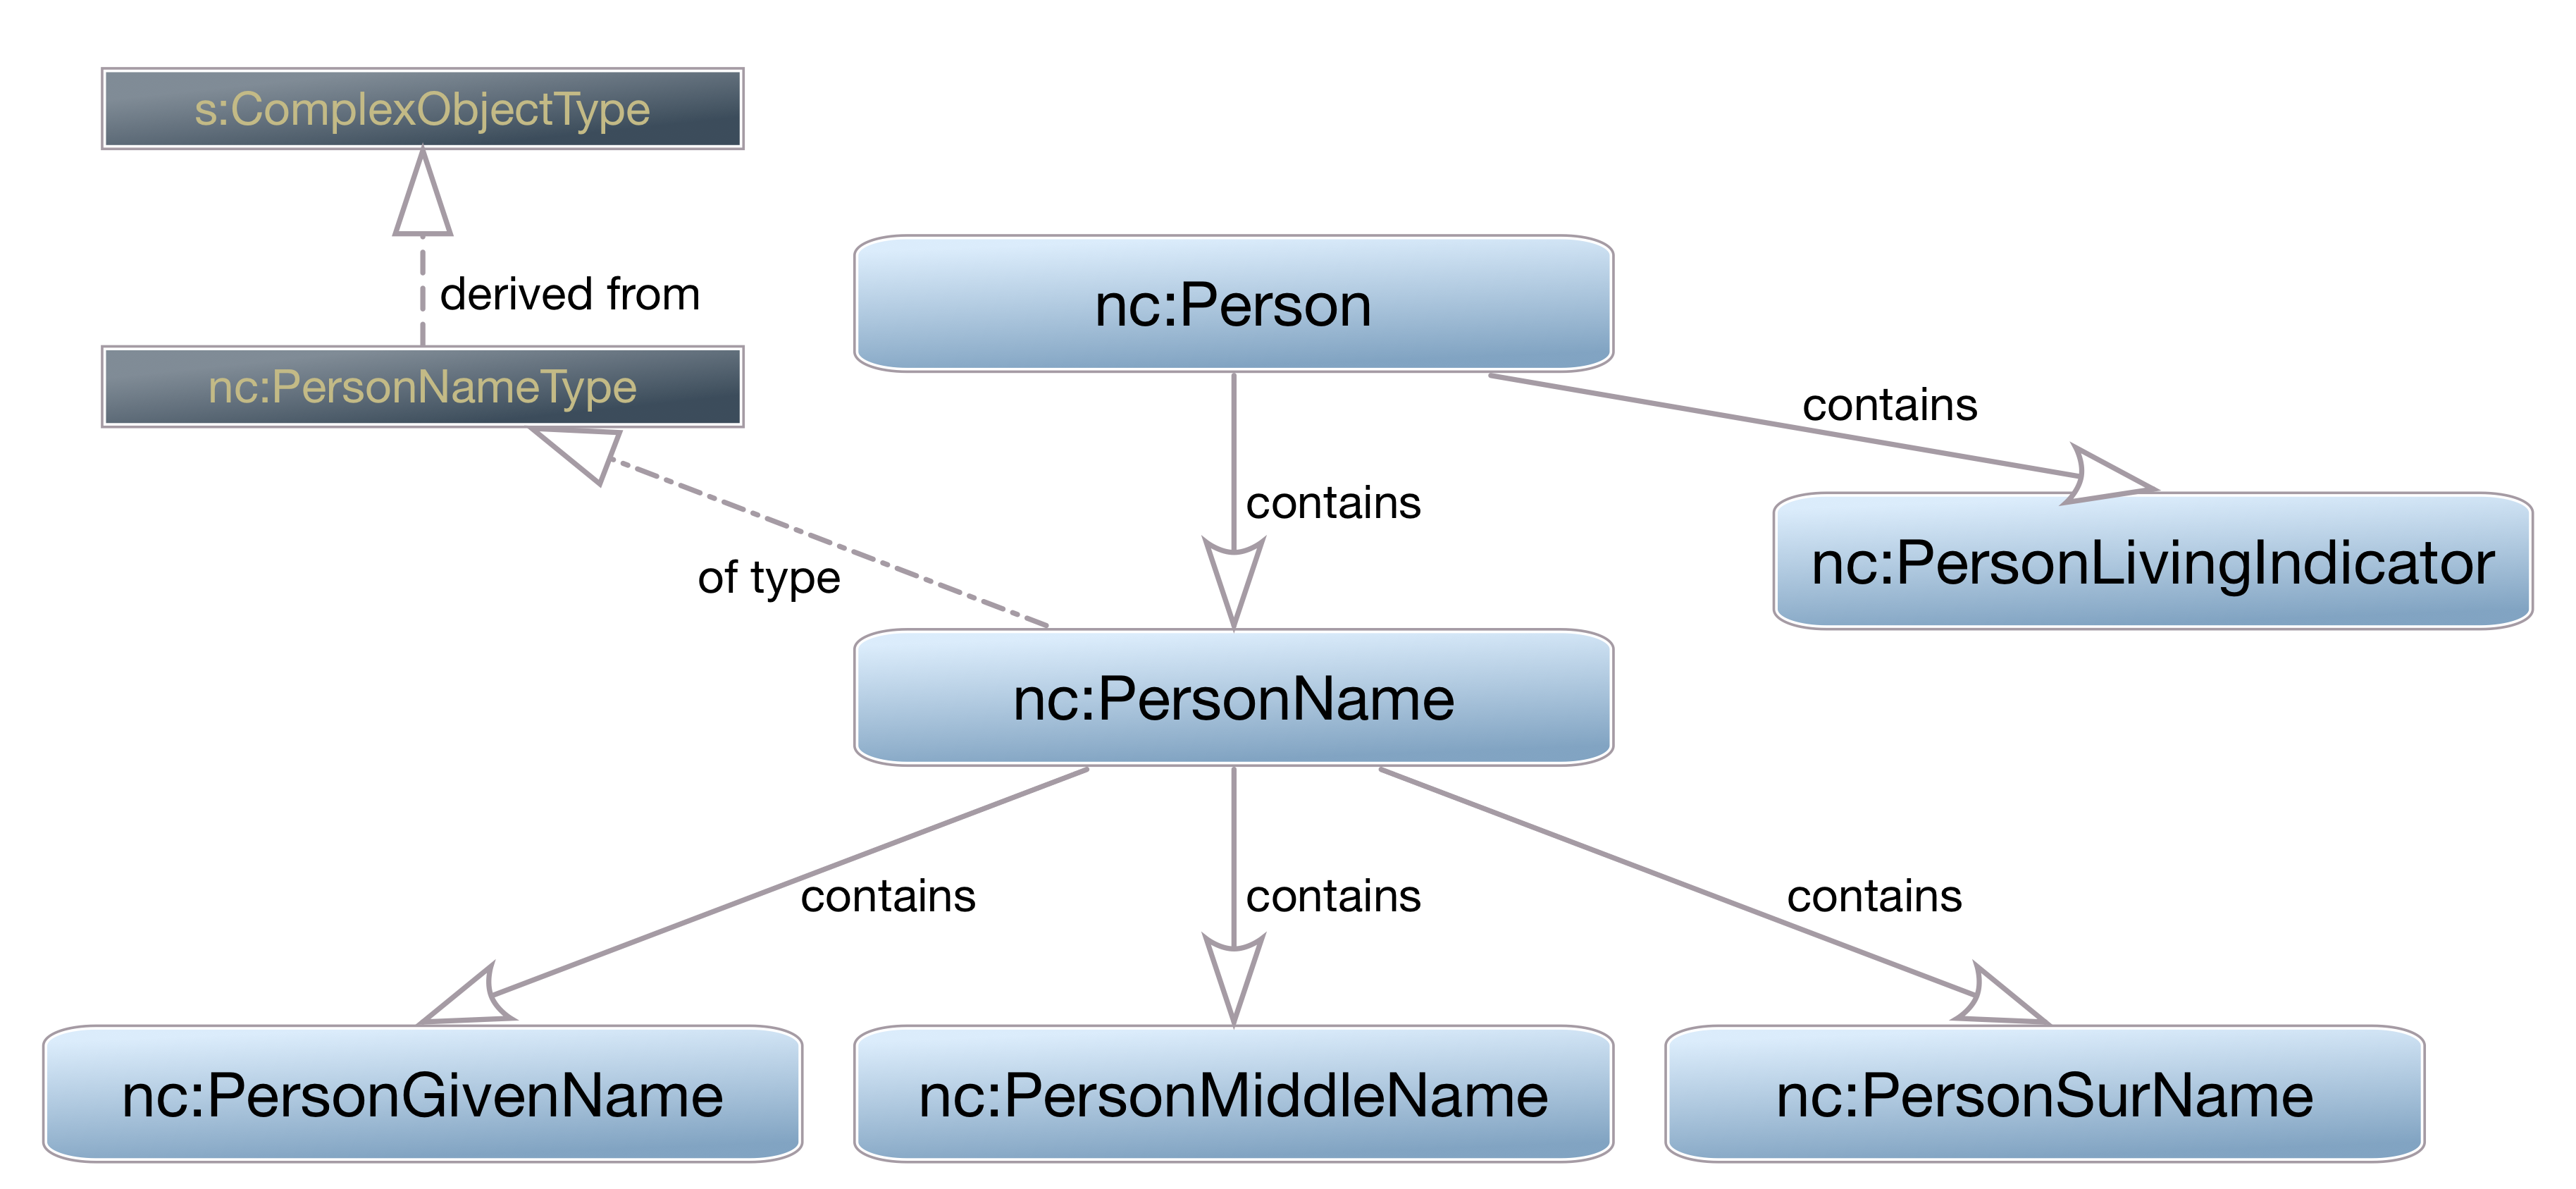 s:ComplexObjectType
derived from
nc:Person
nc:PersonNameType
contains
contains
nc:PersonLivingIndicator
of type
nc:PersonName
contains
contains
contains
nc:PersonGivenName
nc:PersonMiddleName
nc:PersonSurName